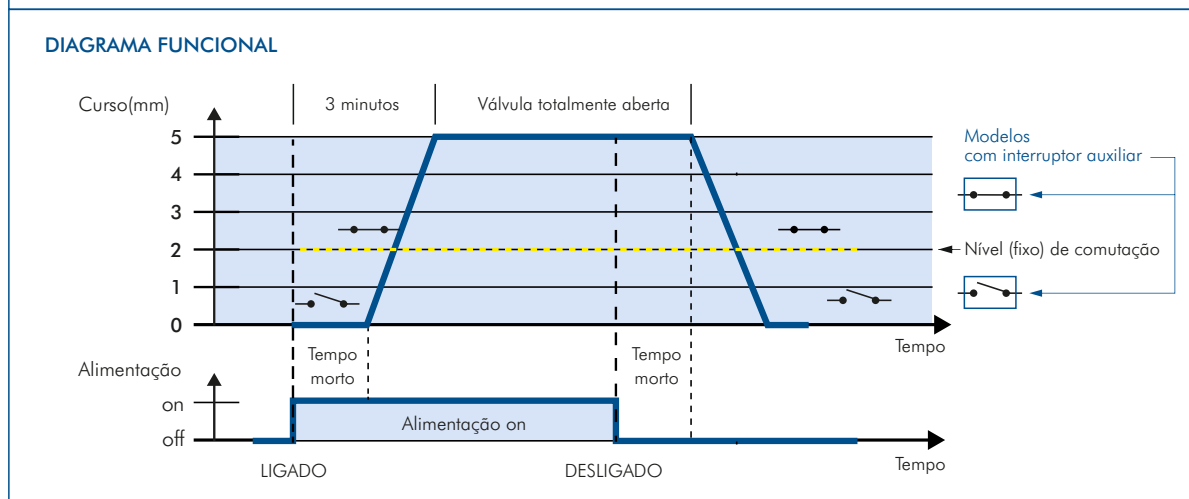 DIAGRAMA FUNCIONAL
Curso(mm)
3 minutos
Válvula totalmente aberta
5
4
3
2
1
0
Modelos
com interruptor auxiliar
Nível (fixo) de comutação
Tempo
Tempo
morto
Tempo
morto
Alimentação
on
off
Alimentação on
Tempo
LIGADO
DESLIGADO